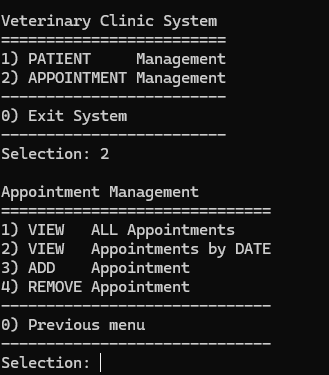 Veterinary Clinic System
=========================
1) PATIENT     Management
2) APPOINTMENT Management
-------------------------
0) Exit System
-------------------------
Selection: 2

Appointment Management
==============================
1) VIEW   ALL Appointments
2) VIEW   Appointments by DATE
3) ADD    Appointment
4) REMOVE Appointment
------------------------------
0) Previous menu
------------------------------
Selection: